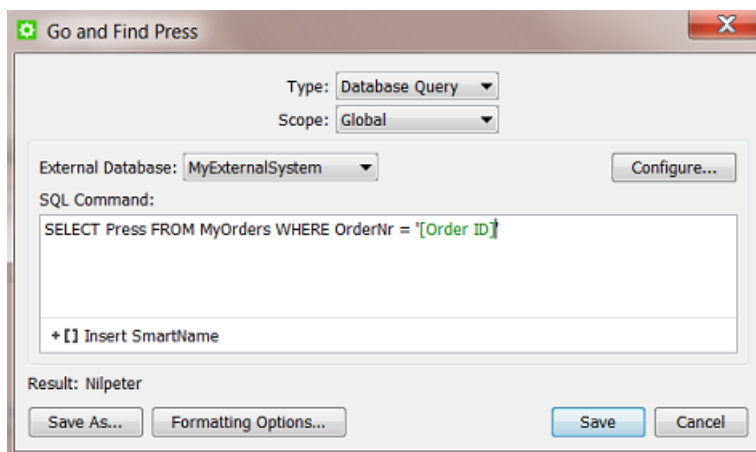 Go and Find Press
Type: Database Query
Scope: Global
External Database: MyExternalSystem Configure...
SQL Command:
SELECT Press FROM MyOrders WHERE OrderNr = '[Order ID]'
+[] Insert SmartName
Result: Nilpeter
Save As... Formatting Options... Save Cancel